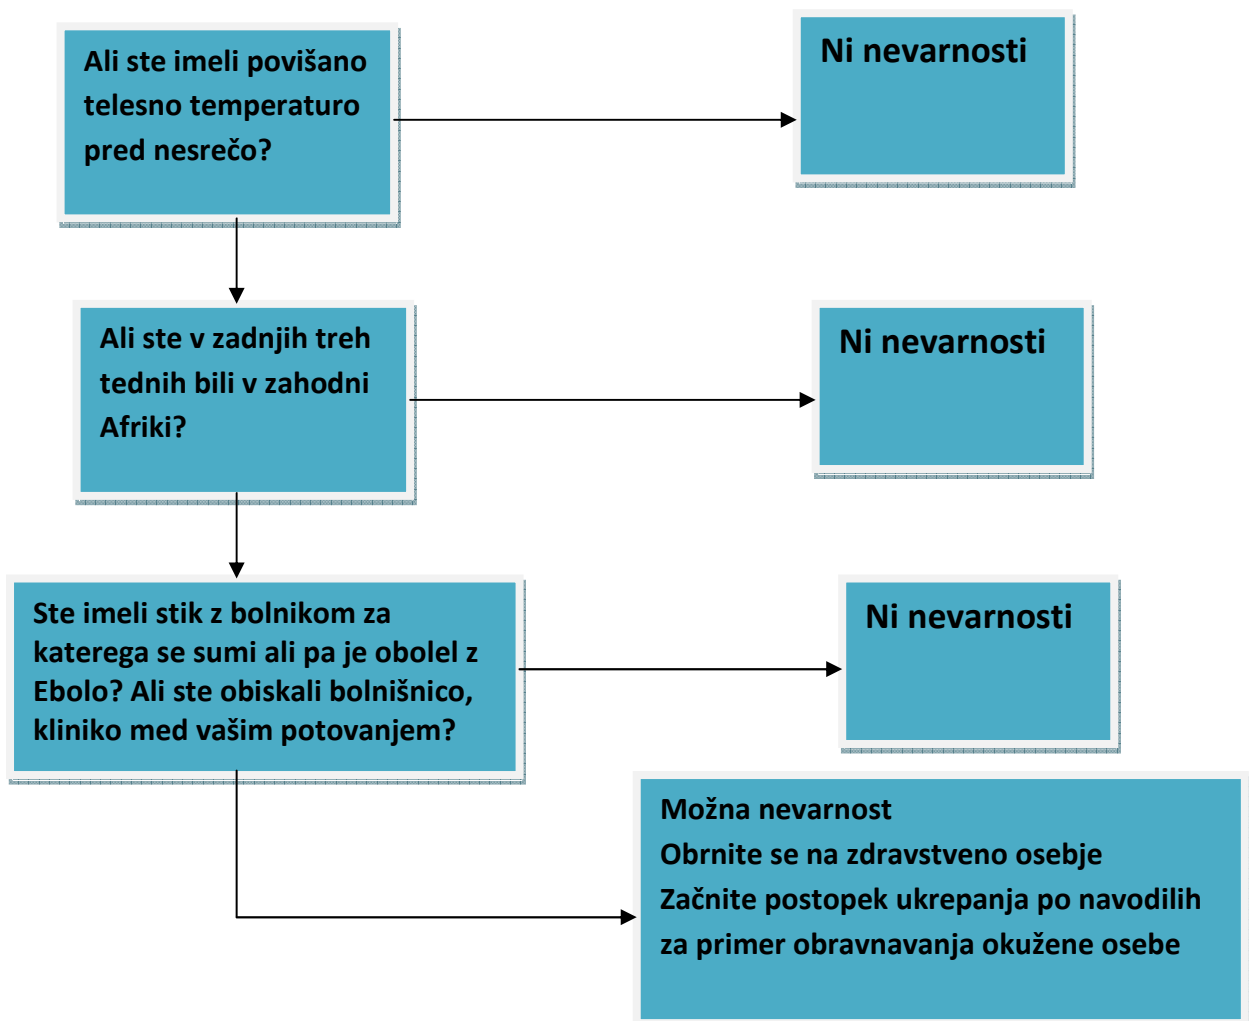 Ali ste imeli povišano
telesno temperaturo
pred nesrečo?
Ni nevarnosti
Ali ste v zadnjih treh
tednih bili v zahodni
Afriki?
Ni nevarnosti
Ste imeli stik z bolnikom za
katerega se sumi ali pa je obolel z
Ebolo? Ali ste obiskali bolnišnico,
kliniko med vašim potovanjem?
Ni nevarnosti
Možna nevarnost
Obrnite se na zdravstveno osebje
Začnite postopek ukrepanja po navodilih
za primer obravnavanja okužene osebe